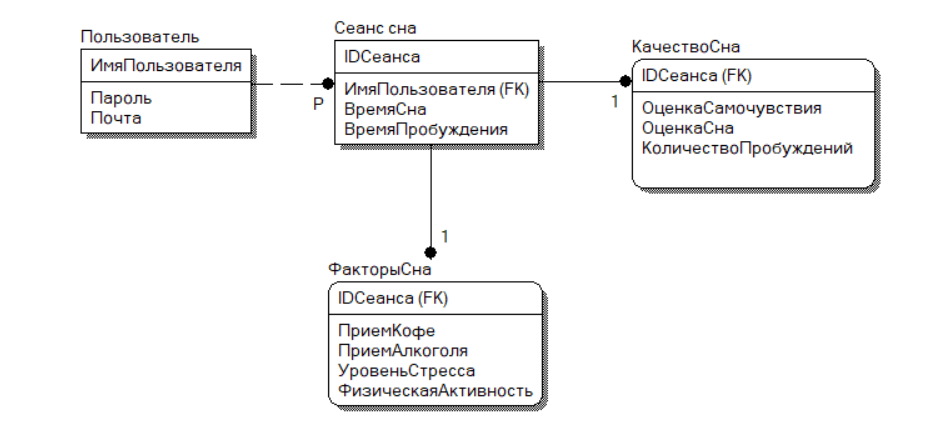 Пользователь
ИмяПользователя
Пароль
Почта
P
Сеанс сна
IDСеанса
ИмяПользователя (FK)
ВремяСна
ВремяПробуждения
1
КачествоСна
IDСеанса (FK)
ОценкаСамочувствия
ОценкаСна
КоличествоПробуждений
1
ФакторыСна
IDСеанса (FK)
ПриемКофе
ПриемАлкоголя
УровеньСтресса
ФизическаяАктивность